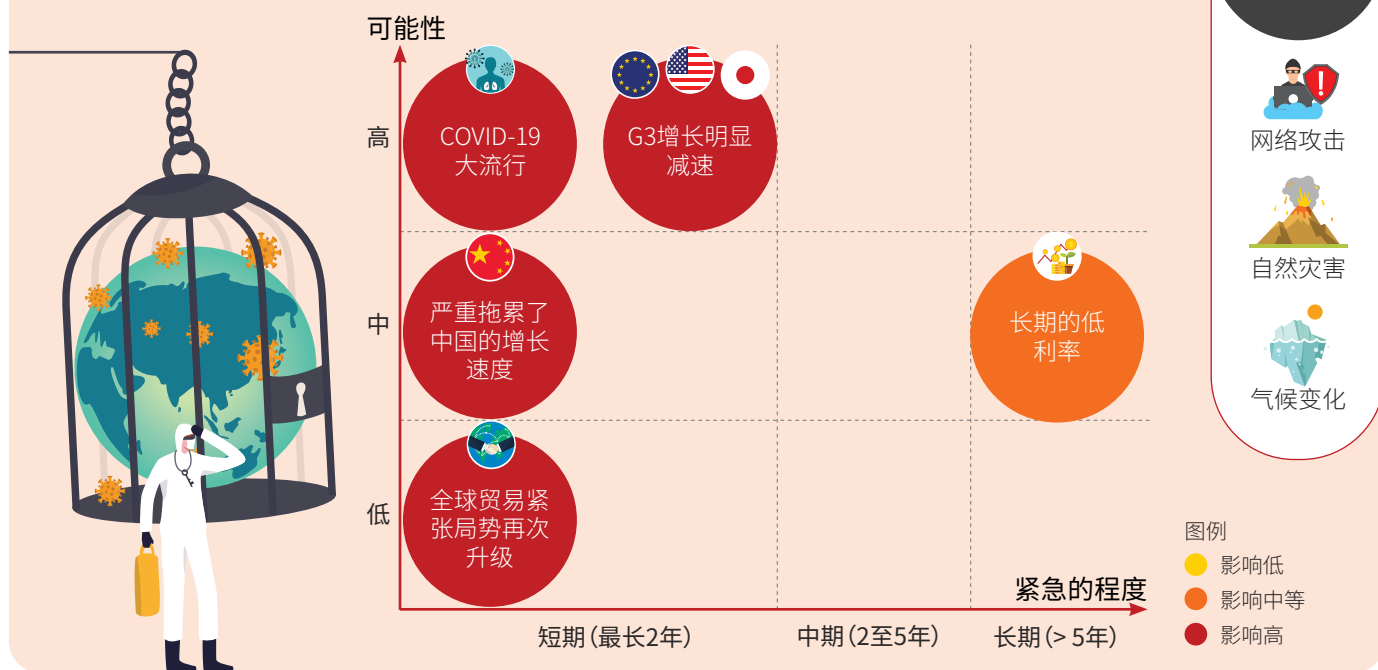 可能性
高
COVID-19
大流行
G3增长明显
减速
中
严重拖累了
中国的增长
速度
长期的低
利率
低
全球贸易紧
张局势再次
升级
紧急的程度
短期(最长2年)
中期(2至5年)
长期(> 5年)
网络攻击
自然灾害
气候变化
图例
影响低
影响中等
影响高